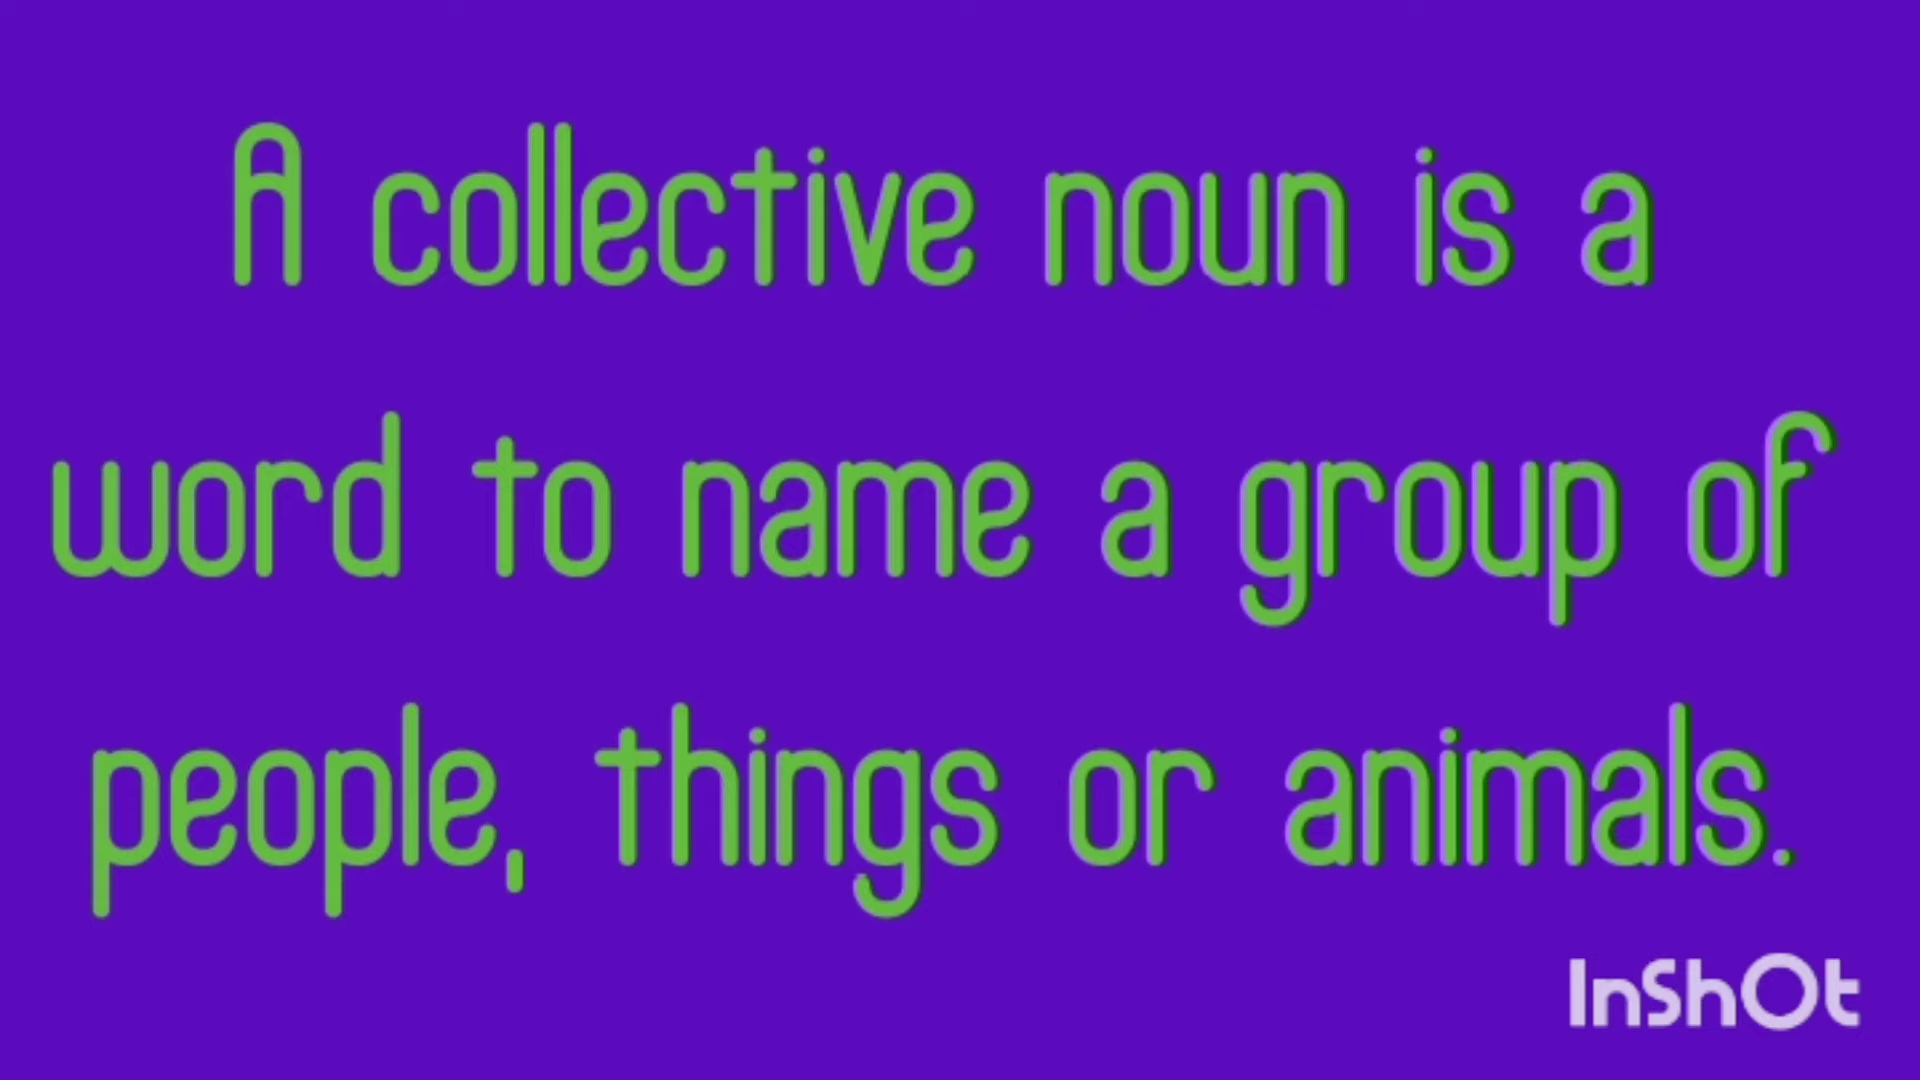 A collective noun is a
word to name a group of
people, things or animals.
InShOt